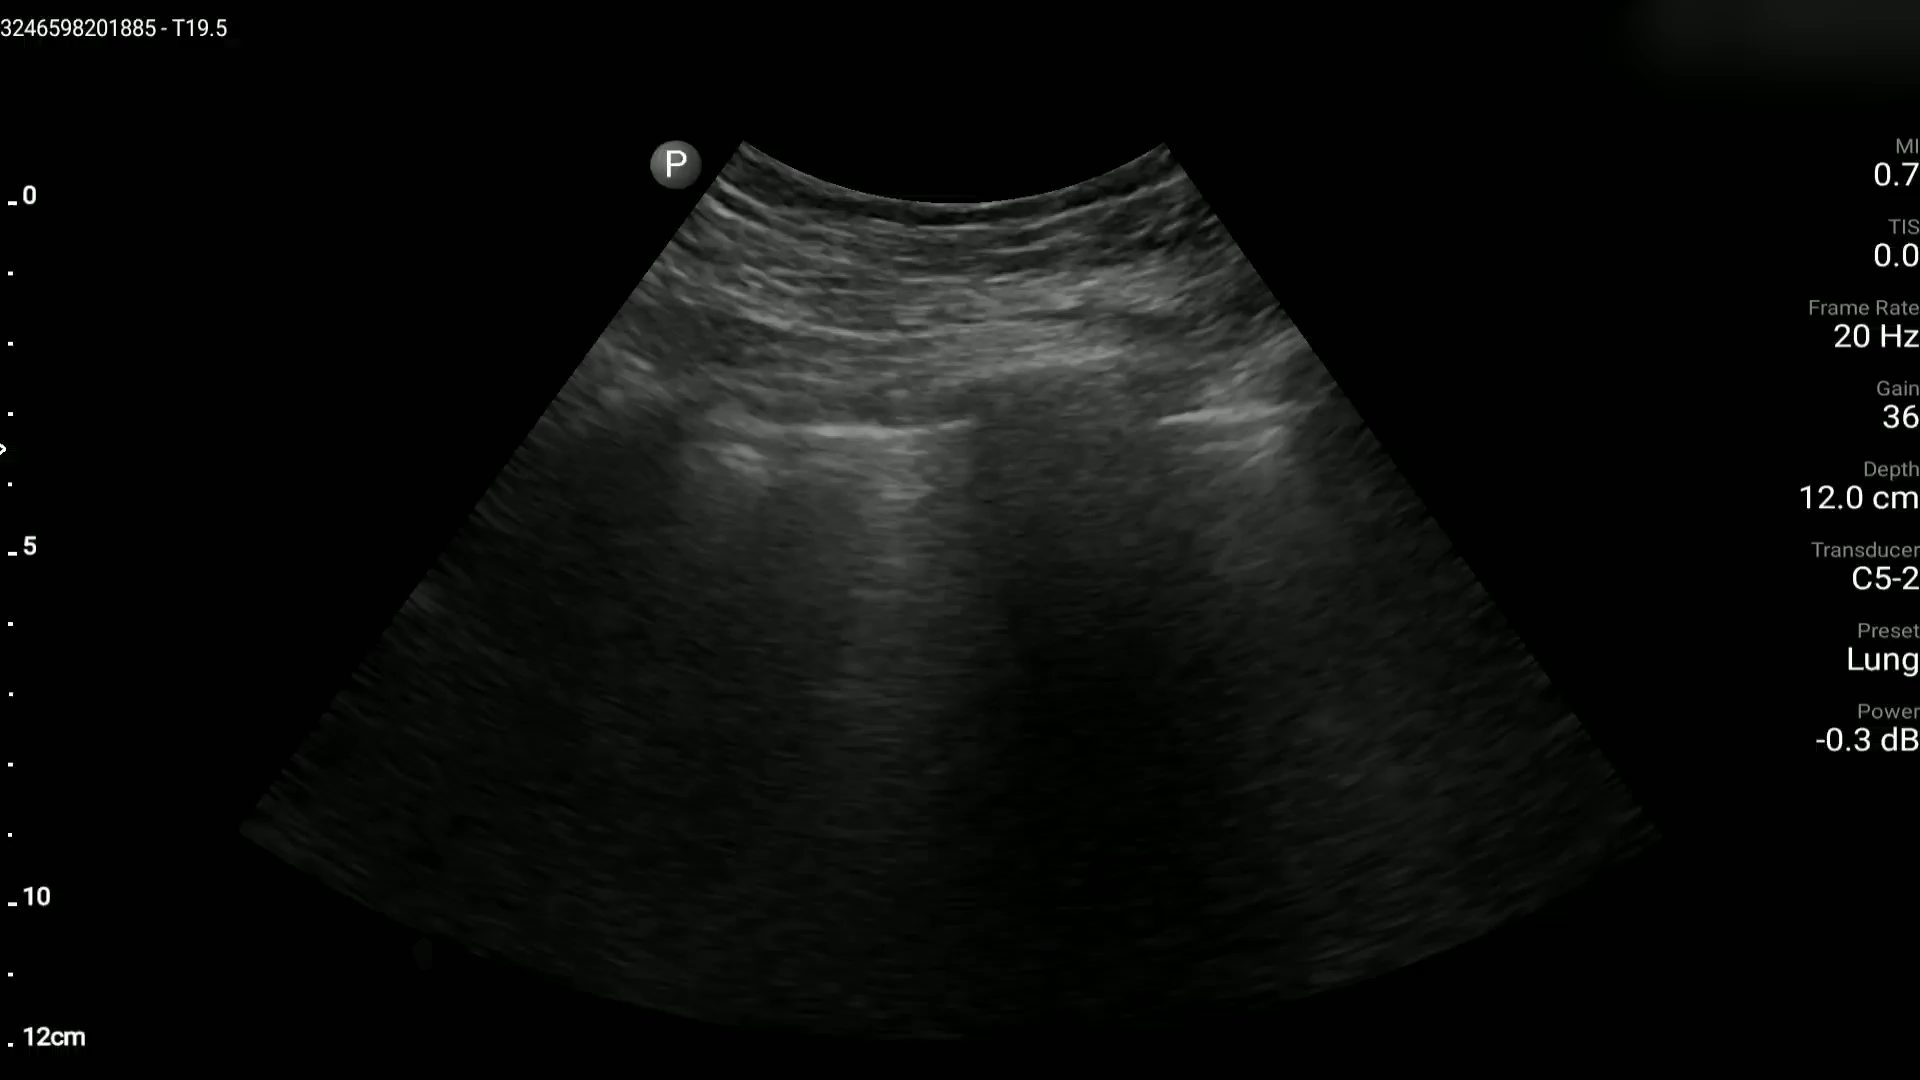 3246598201885 - T19.5
P
0
5
10
12cm
MI
0.7
TIS
0.0
Frame Rate
20 Hz
Gain
36
Depth
12.0 cm
Transducer
C5-2
Preset
Lung
Power
-0.3 dB